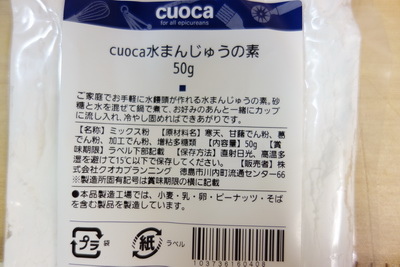 cuoca
for all epicureans
cuoca水まんじゅうの素
50g
ご家庭でお手軽に水饅頭が作れる水まんじゅうの素。砂
糖と水を混ぜて鍋で煮て、お好みのあんと一緒にカップ
に流し入れ、冷やし固めればできあがりです。
【名称】ミックス粉 【原材料名】寒天、甘藷でん粉、葛
でん粉、加工でん粉、増粘多糖類 【内容量】50g【賞
味期限】ラベル下部記載 【保存方法】直射日光、高温多
湿を避けて15℃以下で保存してください。 【販売者】株
式会社クオカプランニング 徳島市川内町流通センター66
※製造所固有記号は賞味期限の横に記載
●本品製造工場では、小麦・乳・卵・ピーナッツ・そば
を含む製品を製造しています。
プラ 袋
紙 ラベル
103736160408